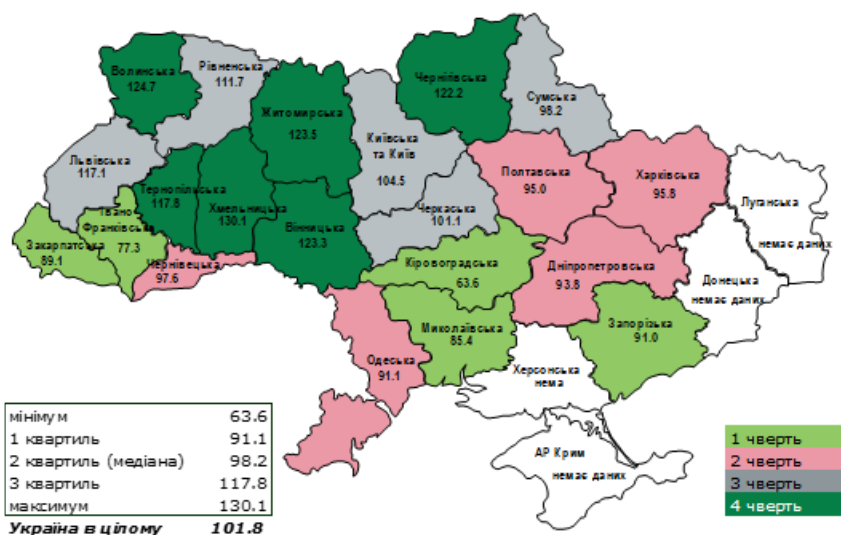 Волинська
124.7
Рівненська
111.7
Житомирська
123.5
Київська
та Київ
104.5
Чернігівська
122.2
Сумська
98.2
Львівська
117.1
Тернопільська
117.8
Хмельницька
130.1
Вінницька
123.3
Черкаська
101.1
Полтавська
95.0
Харківська
95.8
Луганська
немає даних
Закарпатська
89.1
Івано
Франківська
77.3
Чернівецька
97.6
Кіровоградська
63.6
Дніпропетровська
93.8
Донецька
немає даних
Одеська
91.1
Миколаївська
85.4
Запорізька
91.0
Херсонська
нема
АР Крим
немає даних
мінімум 63.6
1 квартиль 91.1
2 квартиль (медіана) 98.2
3 квартиль 117.8
максимум 130.1
Україна в цілому 101.8
1 чверть
2 чверть
3 чверть
4 чверть